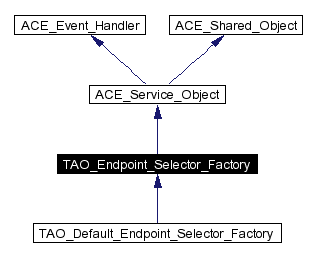 ACE_Event_Handler
ACE_Shared_Object
ACE_Service_Object
TAO_Endpoint_Selector_Factory
TAO_Default_Endpoint_Selector_Factory